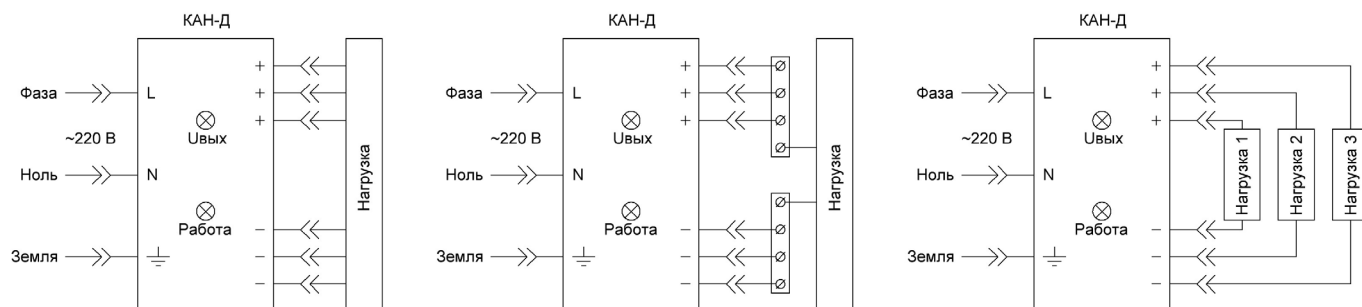 КАН-Д
+
+
Фаза
L
+
Uвых
~220 В
Ноль
N
Работа
−
Земля
−
−
Нагрузка
КАН-Д
+
+
Фаза
L
+
Uвых
~220 В
Ноль
N
Работа
−
Земля
−
−
Нагрузка
КАН-Д
+
+
Фаза
L
+
Uвых
~220 В
Ноль
N
Работа
−
Земля
−
−
Нагрузка 1
Нагрузка 2
Нагрузка 3